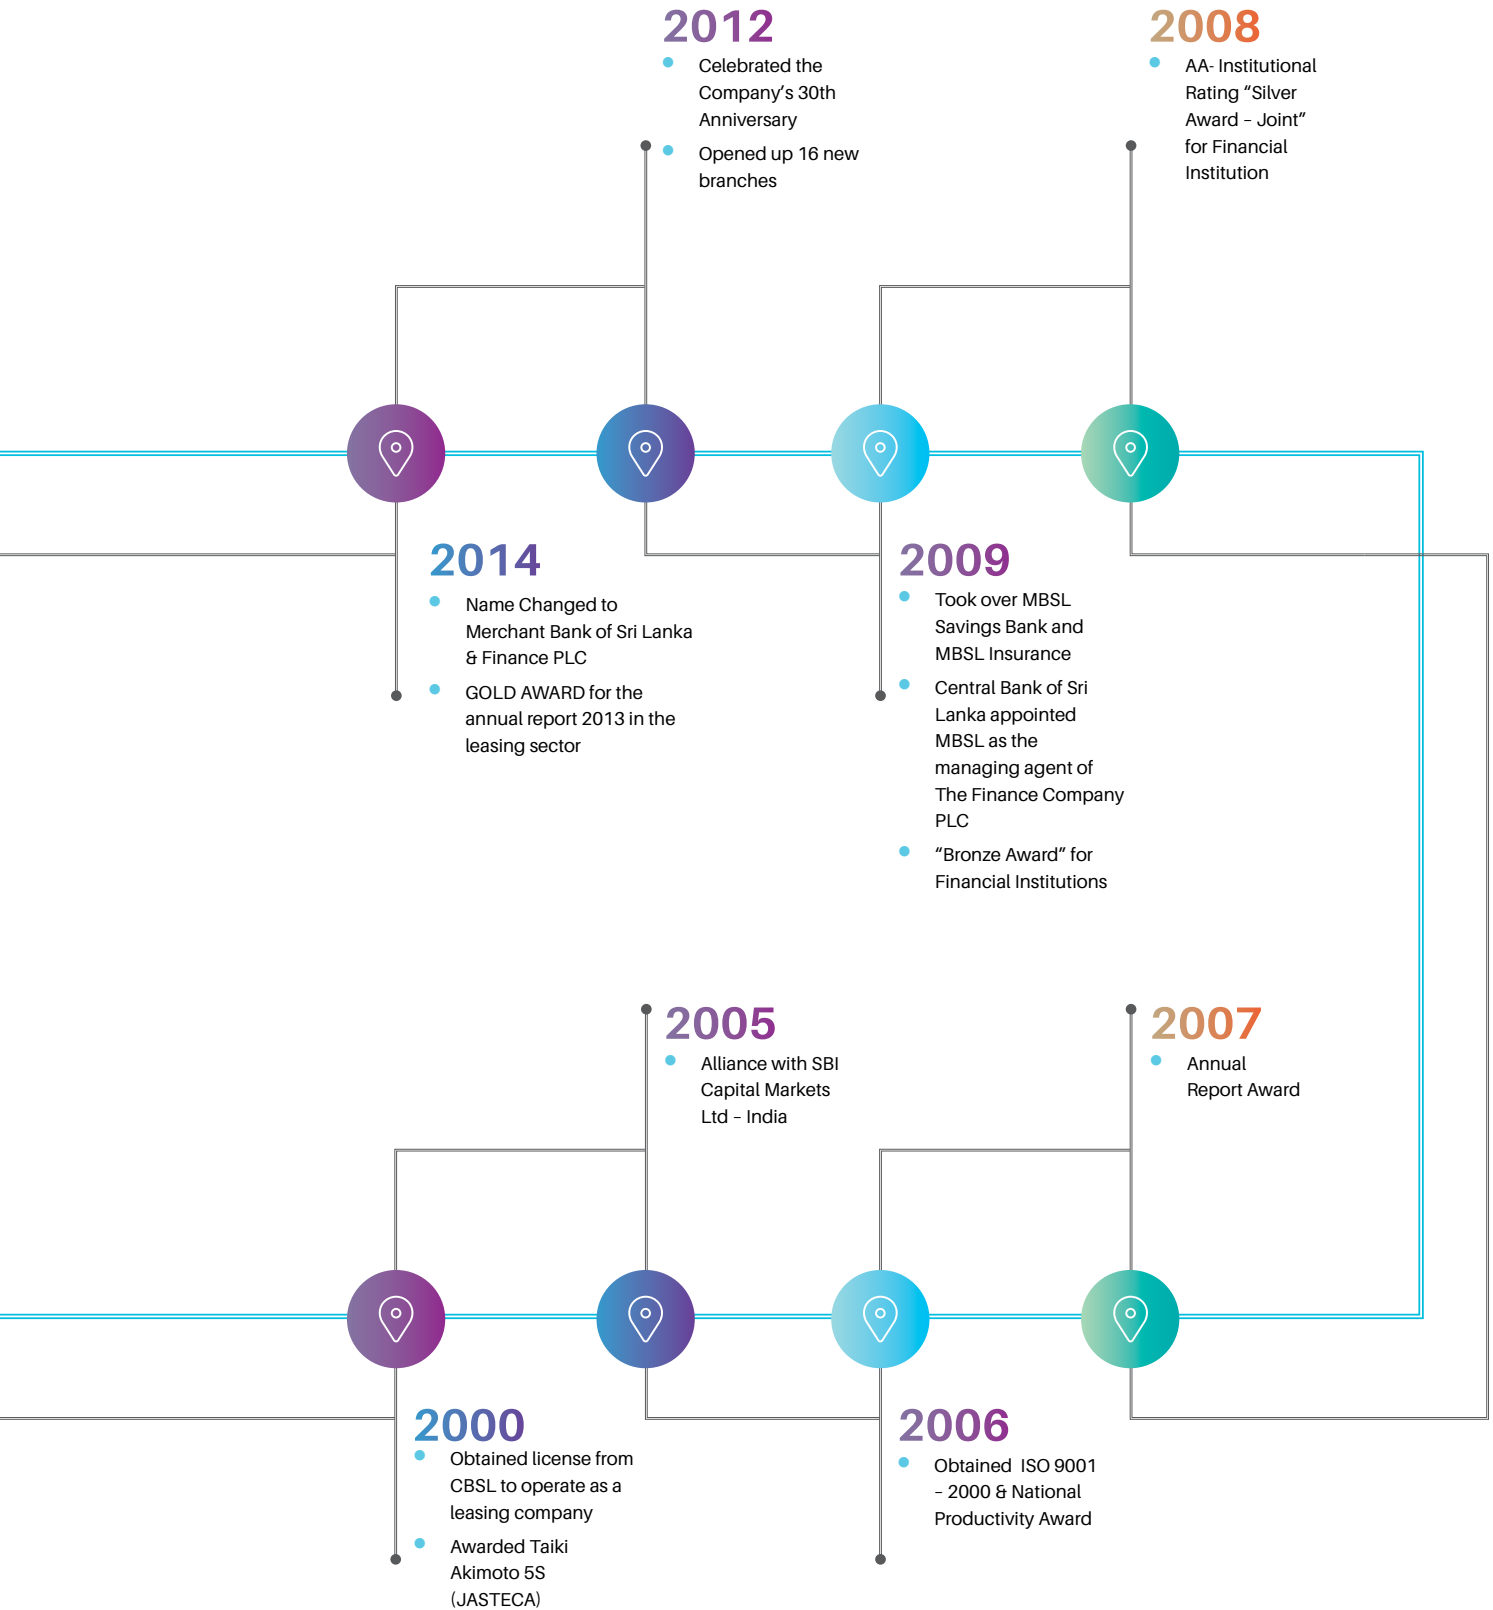 2012
Celebrated the
Company’s 30th
Anniversary
Opened up 16 new
branches
2008
AA- Institutional
Rating “Silver
Award – Joint”
for Financial
Institution
2014
Name Changed to
Merchant Bank of Sri Lanka
& Finance PLC
GOLD AWARD for the
annual report 2013 in the
leasing sector
2009
Took over MBSL
Savings Bank and
MBSL Insurance
Central Bank of Sri
Lanka appointed
MBSL as the
managing agent of
The Finance Company
PLC
“Bronze Award” for
Financial Institutions
2005
Alliance with SBI
Capital Markets
Ltd – India
2007
Annual
Report Award
2000
Obtained license from
CBSL to operate as a
leasing company
Awarded Taiki
Akimoto 5S
(JASTECA)
2006
Obtained  ISO 9001
– 2000 & National
Productivity Award